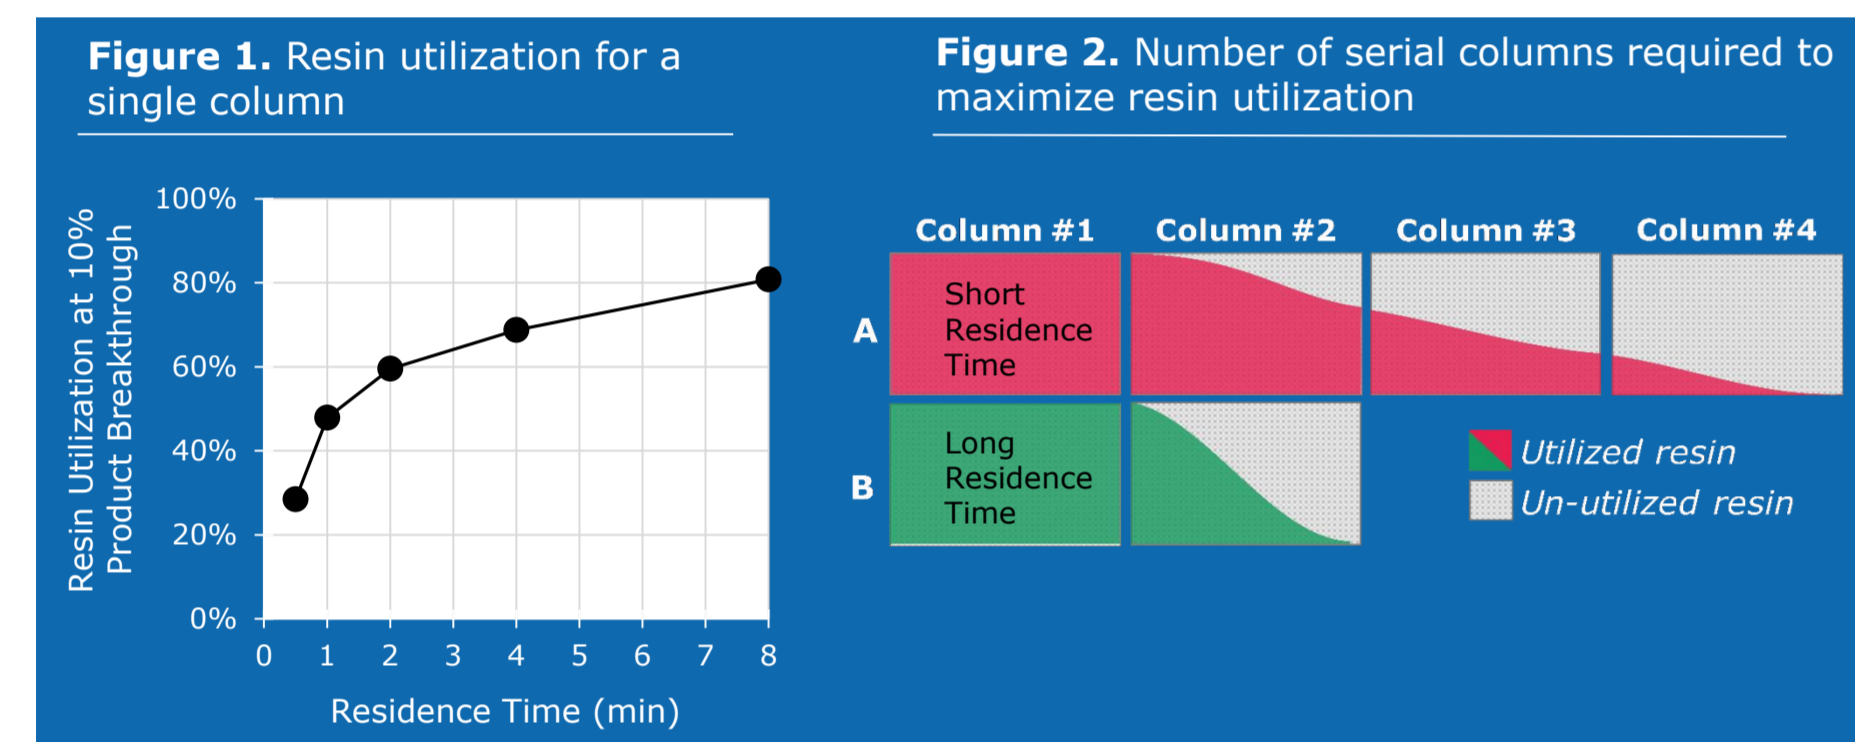 Figure 1. Resin utilization for a
single column
Resin Utilization at 10%
Product Breakthrough
100%
80%
60%
40%
20%
0%
0 1 2 3 4 5 6 7 8
Residence Time (min)
Figure 2. Number of serial columns required to
maximize resin utilization
Column #1 Column #2 Column #3 Column #4
A
Short
Residence
Time
B
Long
Residence
Time
Utilized resin
Un-utilized resin